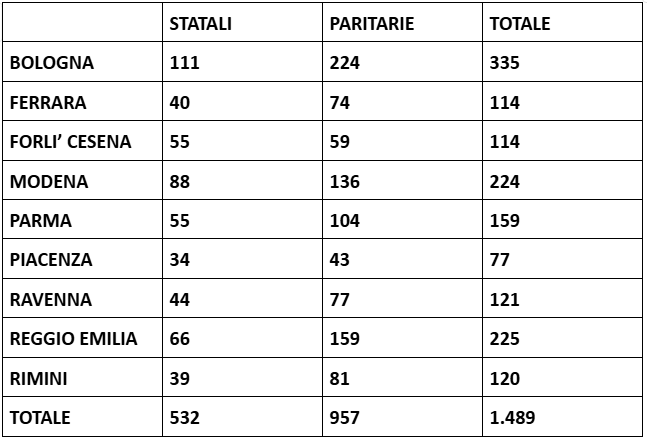 STATALI PARITARIE TOTALE
BOLOGNA 111 224 335
FERRARA 40 74 114
FORLI’ CESENA 55 59 114
MODENA 88 136 224
PARMA 55 104 159
PIACENZA 34 43 77
RAVENNA 44 77 121
REGGIO EMILIA 66 159 225
RIMINI 39 81 120
TOTALE 532 957 1.489